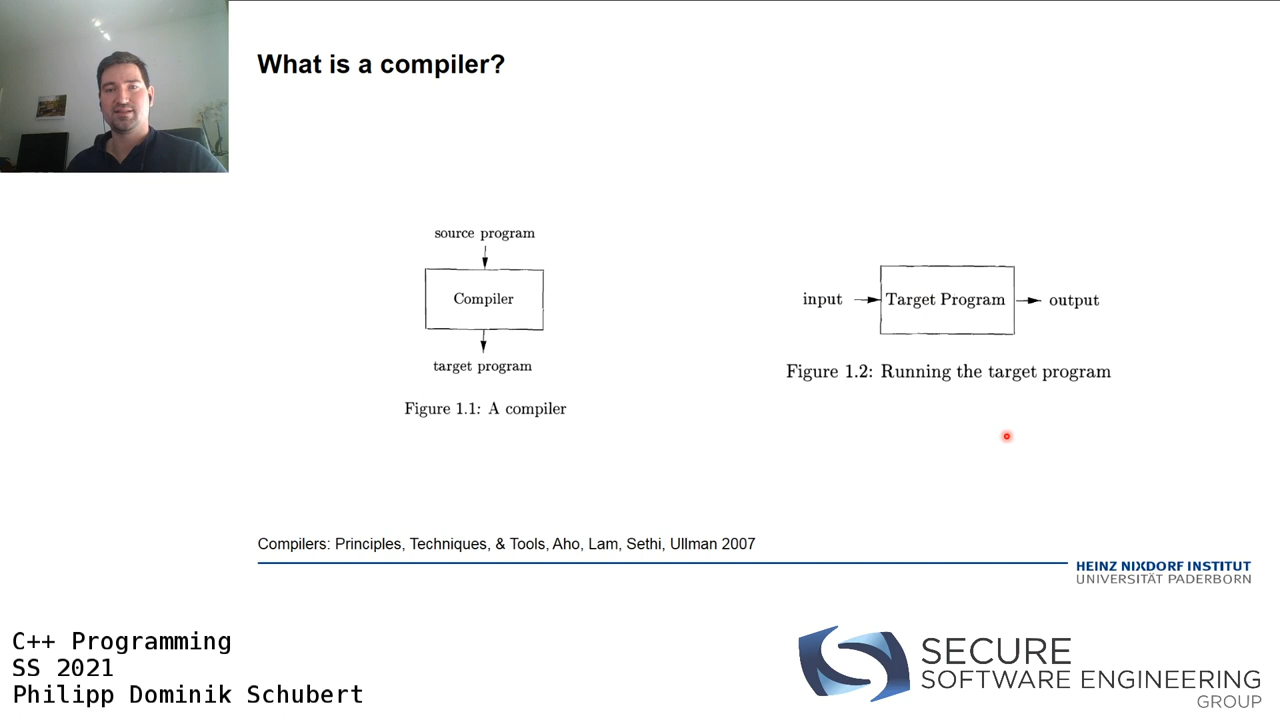 What is a compiler?
source program
Compiler
target program
Figure 1.1: A compiler
input
Target Program
output
Figure 1.2: Running the target program
Compilers: Principles, Techniques, & Tools, Aho, Lam, Sethi, Ullman 2007
HEINZ NIXDORF INSTITUT
UNIVERSITÄT PADERBORN
C++ Programming
SS 2021
Philipp Dominik Schubert
SECURE
SOFTWARE ENGINEERING
GROUP